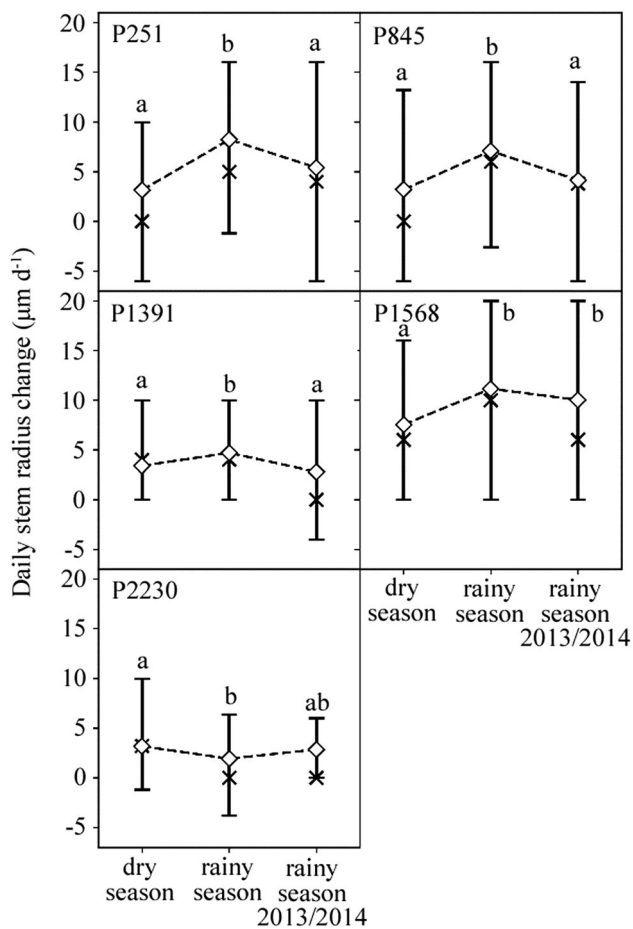 Daily stem radius change (µm d-1)
20
15
10
5
0
-5
P251
a
b
a
P845
a
b
a
20
15
10
5
0
-5
P1391
a
b
a
P1568
a
b
b
dry season
rainy season
rainy season 2013/2014
20
15
10
5
0
-5
P2230
a
b
ab
dry season
rainy season
rainy season 2013/2014